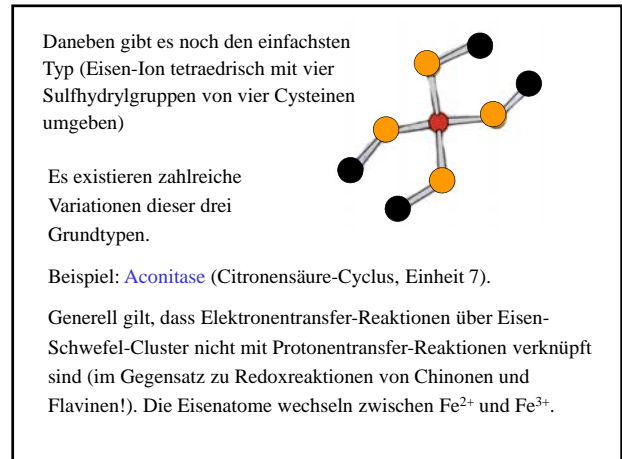 Daneben gibt es noch den einfachsten
Typ (Eisen-Ion tetraedrisch mit vier
Sulfhydrylgruppen von vier Cysteinen
umgeben)
Es existieren zahlreiche
Variationen dieser drei
Grundtypen.
Beispiel: Aconitase (Citronensäure-Cyclus, Einheit 7).
Generell gilt, dass Elektronentransfer-Reaktionen über Eisen-
Schwefel-Cluster nicht mit Protonentransfer-Reaktionen verknüpft
sind (im Gegensatz zu Redoxreaktionen von Chinonen und
Flavinen!). Die Eisenatome wechseln zwischen Fe²⁺ und Fe³⁺.